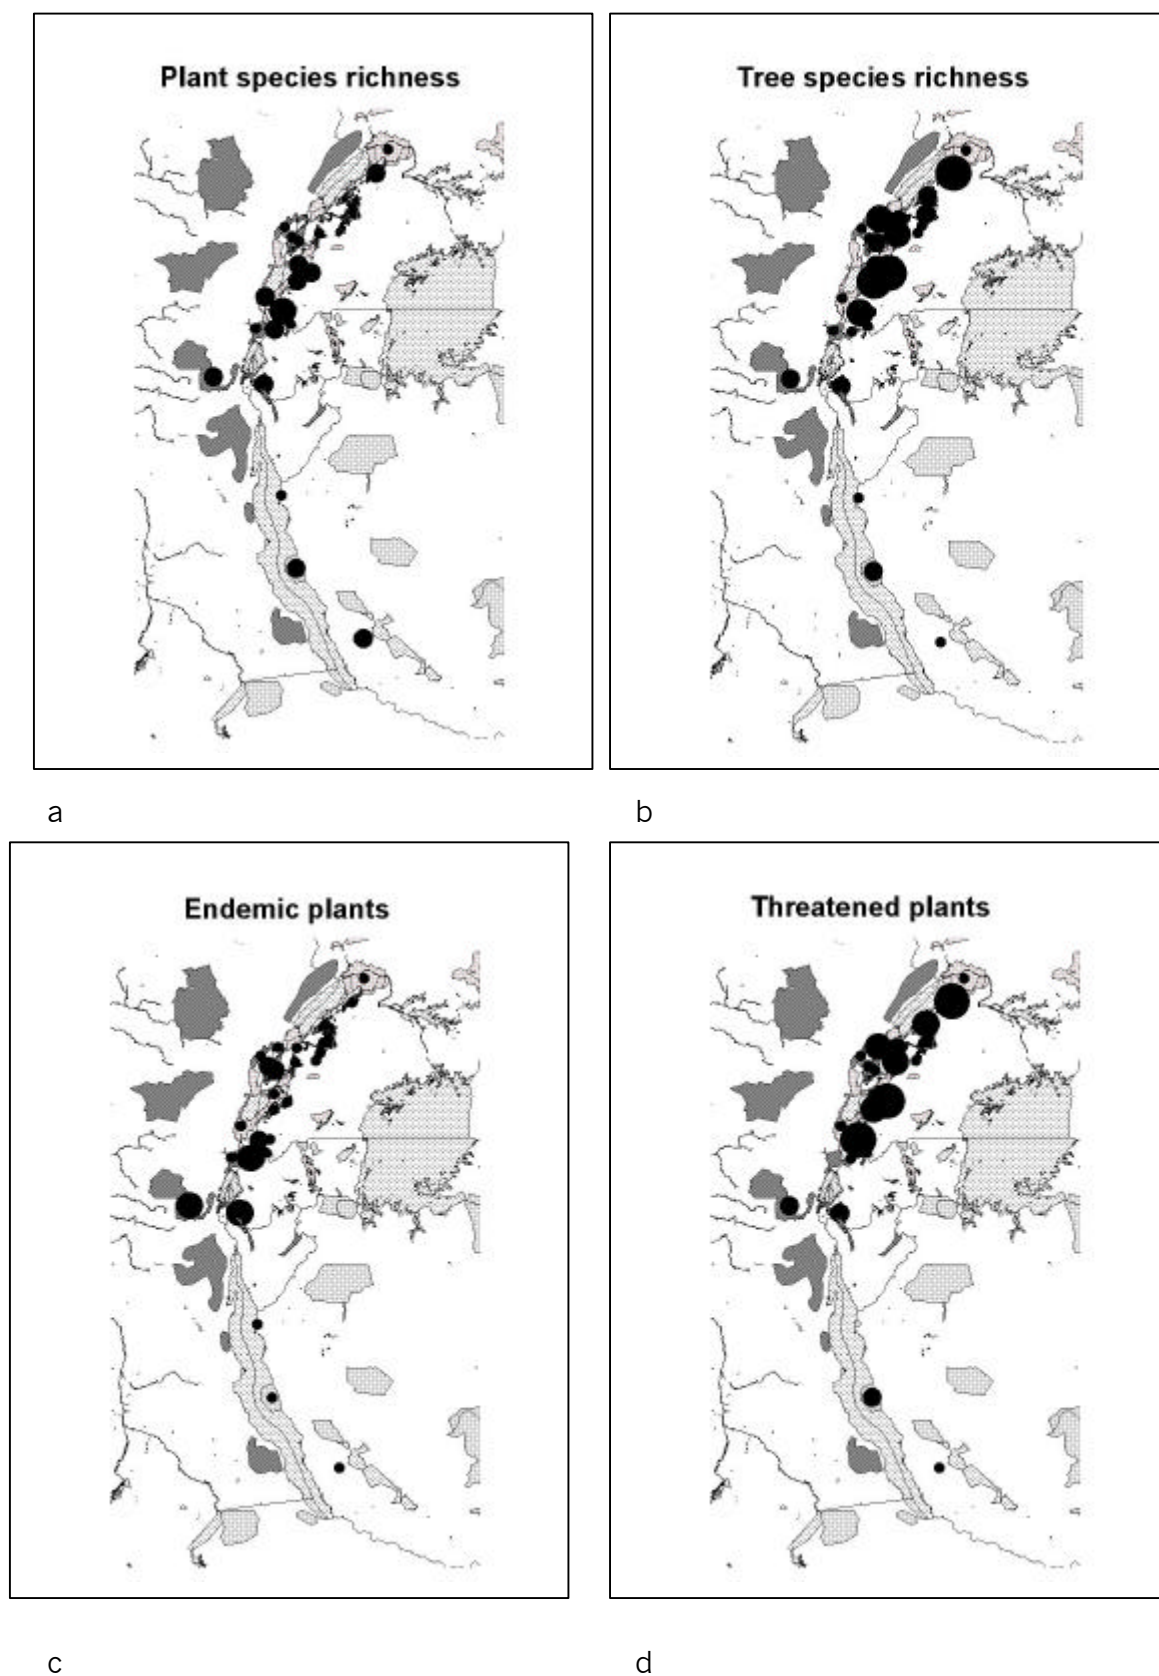 Plant species richness
Tree species richness
a
b
Endemic plants
Threatened plants
c
d